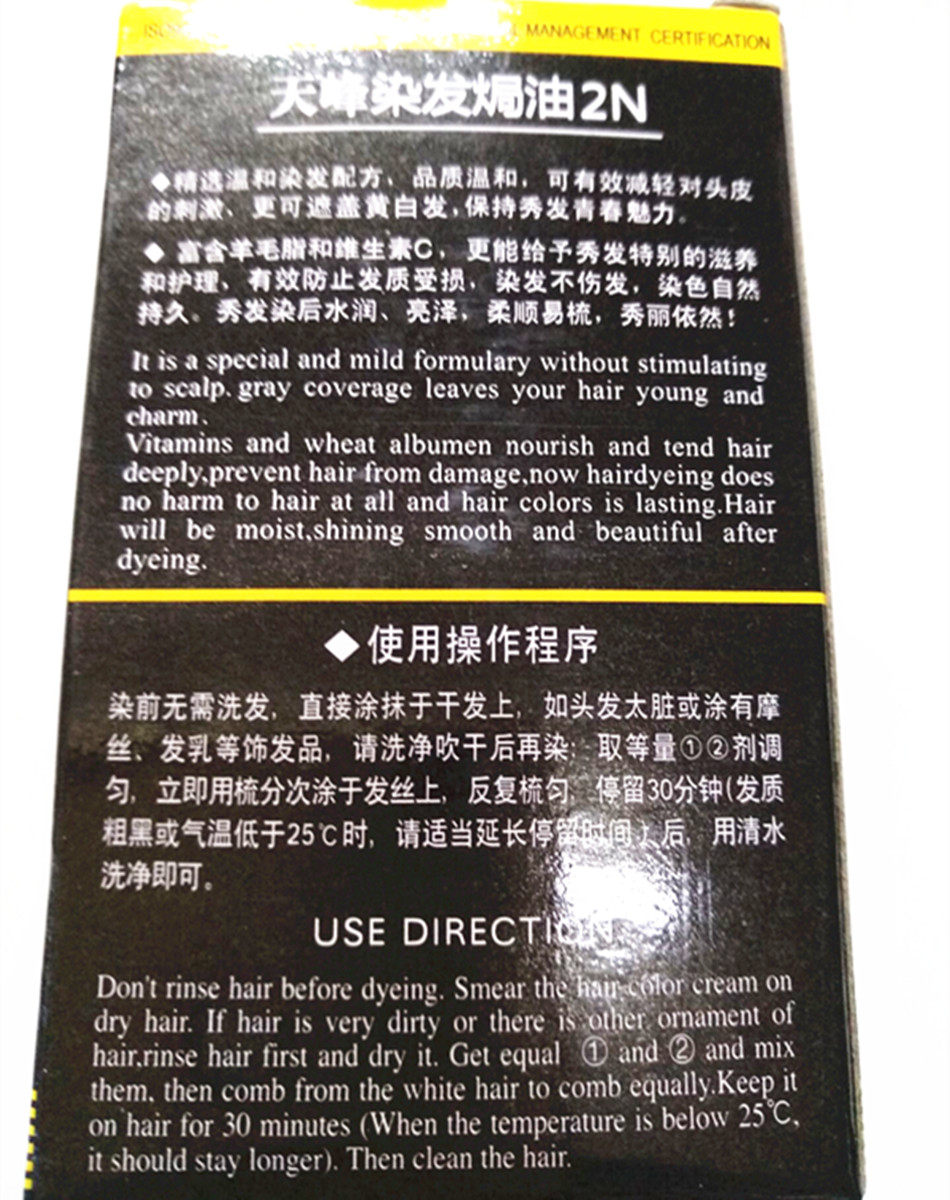 MANAGEMENT CERTIFICATION
天峰染发焗油2N
◆精选温和染发配方、品质温和，可有效减轻对头皮
的刺激、更可遮盖黄白发，保持秀发青春魅力。
◆ 富含羊毛脂和维生素C，更能给予秀发特别的滋养
和护理、有效防止发质受损，染发不伤发，染色自然
持久。秀发染后水润、亮泽，柔顺易梳，秀丽依然！
It is a special and mild formulary without stimulating
to scalp. gray coverage leaves your hair young and
charm.
Vitamins and wheat albumen nourish and tend hair
deeply,prevent hair from damage,now hairdyeing does
no harm to hair at all and hair colors is lasting.Hair
will be moist,shining smooth and beautiful after
dyeing.
◆使用操作程序
染前无需洗发，直接涂抹于干发上，如头发太脏或涂有摩
丝、发乳等饰发品，请洗净吹干后再染；取等量①②剂调
匀，立即用梳分次涂于发丝上，反复梳匀，停留30分钟(发质
粗黑或气温低于25℃时，请适当延长停留时间）后，用清水
洗净即可。
USE DIRECTION
Don't rinse hair before dyeing. Smear the hair color cream on
dry hair. If hair is very dirty or there is other ornament of
hair,rinse hair first and dry it. Get equal ① and ② and mix
them, then comb from the white hair to comb equally.Keep it
on hair for 30 minutes (When the temperature is below 25℃,
it should stay longer). Then clean the hair.